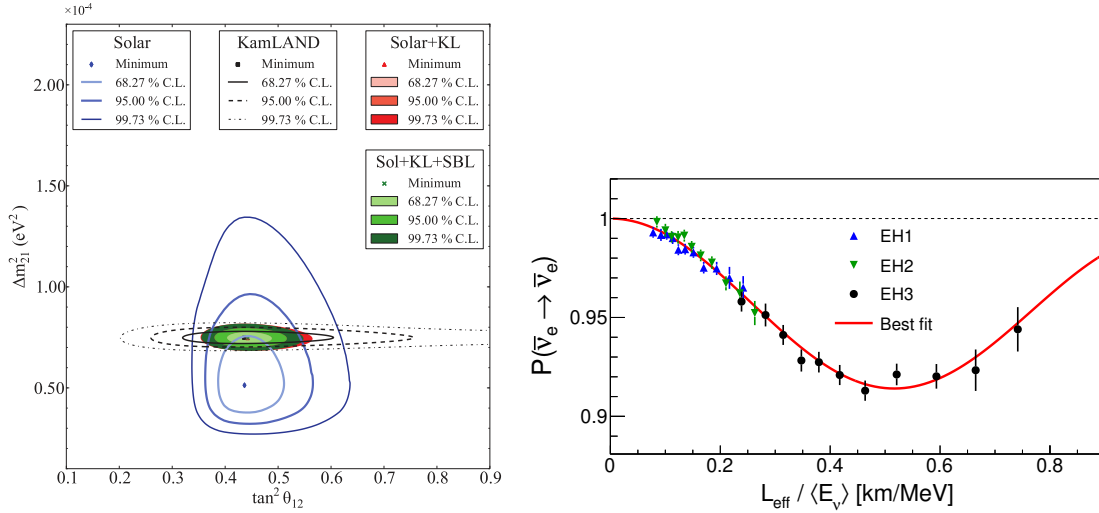 ×10⁻⁴
Solar
Minimum
68.27 % C.L.
95.00 % C.L.
99.73 % C.L.
KamLAND
Minimum
68.27 % C.L.
95.00 % C.L.
99.73 % C.L.
Solar+KL
Minimum
68.27 % C.L.
95.00 % C.L.
99.73 % C.L.
Sol+KL+SBL
Minimum
68.27 % C.L.
95.00 % C.L.
99.73 % C.L.
2.00
1.50
1.00
0.50
Δm²₂₁ (eV²)
0.1 0.2 0.3 0.4 0.5 0.6 0.7 0.8 0.9
tan² θ₁₂
1
0.95
0.9
P(ν̅ₑ → ν̅ₑ)
EH1
EH2
EH3
Best fit
0 0.2 0.4 0.6 0.8
L_eff / ⟨E_ν⟩ [km/MeV]